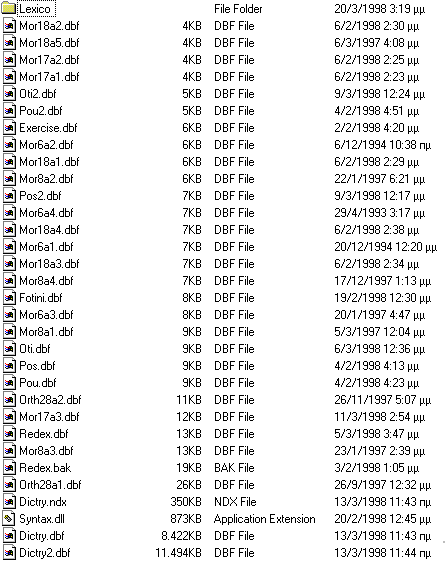 Lexico File Folder 20/3/1998 3:19 μμ
Mor18a2.dbf 4KB DBF File 6/2/1998 2:30 μμ
Mor18a5.dbf 4KB DBF File 6/3/1997 4:08 μμ
Mor17a2.dbf 4KB DBF File 6/2/1998 2:25 μμ
Mor17a1.dbf 4KB DBF File 6/2/1998 2:23 μμ
Oti2.dbf 5KB DBF File 9/3/1998 12:24 μμ
Pou2.dbf 5KB DBF File 4/2/1998 4:51 μμ
Exercise.dbf 6KB DBF File 2/2/1998 4:20 μμ
Mor6a2.dbf 6KB DBF File 6/12/1994 10:38 πμ
Mor18a1.dbf 6KB DBF File 6/2/1998 2:29 μμ
Mor8a2.dbf 6KB DBF File 22/1/1997 6:21 μμ
Pos2.dbf 7KB DBF File 9/3/1998 12:17 μμ
Mor6a4.dbf 7KB DBF File 29/4/1993 3:17 μμ
Mor18a4.dbf 7KB DBF File 6/2/1998 2:38 μμ
Mor6a1.dbf 7KB DBF File 20/12/1994 12:20 μμ
Mor18a3.dbf 7KB DBF File 6/2/1998 2:34 μμ
Mor8a4.dbf 7KB DBF File 17/12/1997 1:13 μμ
Fotini.dbf 8KB DBF File 19/2/1998 12:30 μμ
Mor6a3.dbf 8KB DBF File 20/1/1997 4:47 μμ
Mor8a1.dbf 9KB DBF File 5/3/1997 12:04 μμ
Oti.dbf 9KB DBF File 6/3/1998 12:36 μμ
Pos.dbf 9KB DBF File 4/2/1998 4:13 μμ
Pou.dbf 9KB DBF File 4/2/1998 4:23 μμ
Orth28a2.dbf 11KB DBF File 26/11/1997 5:07 μμ
Mor17a3.dbf 12KB DBF File 11/3/1998 2:54 μμ
Redex.dbf 13KB DBF File 5/3/1998 3:47 μμ
Mor8a3.dbf 13KB DBF File 23/1/1997 2:39 μμ
Redex.bak 19KB BAK File 3/2/1998 1:05 μμ
Orth28a1.dbf 26KB DBF File 26/9/1997 12:32 μμ
Dictry.ndx 350KB NDX File 13/3/1998 11:43 πμ
Syntax.dll 873KB Application Extension 20/2/1998 12:45 μμ
Dictry.dbf 8.422KB DBF File 13/3/1998 11:43 πμ
Dictry2.dbf 11.494KB DBF File 13/3/1998 11:44 πμ